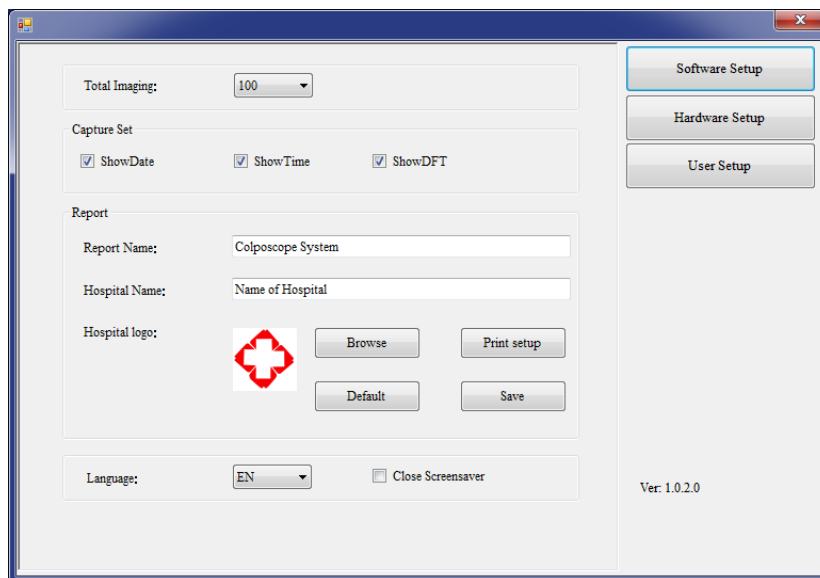 Total Imaging:
100
Capture Set
ShowDate
ShowTime
ShowDFT
Report
Report Name:
Colposcope System
Hospital Name:
Name of Hospital
Hospital logo:
Browse
Print setup
Default
Save
Language:
EN
Close Screensaver
Software Setup
Hardware Setup
User Setup
Ver: 1.0.2.0